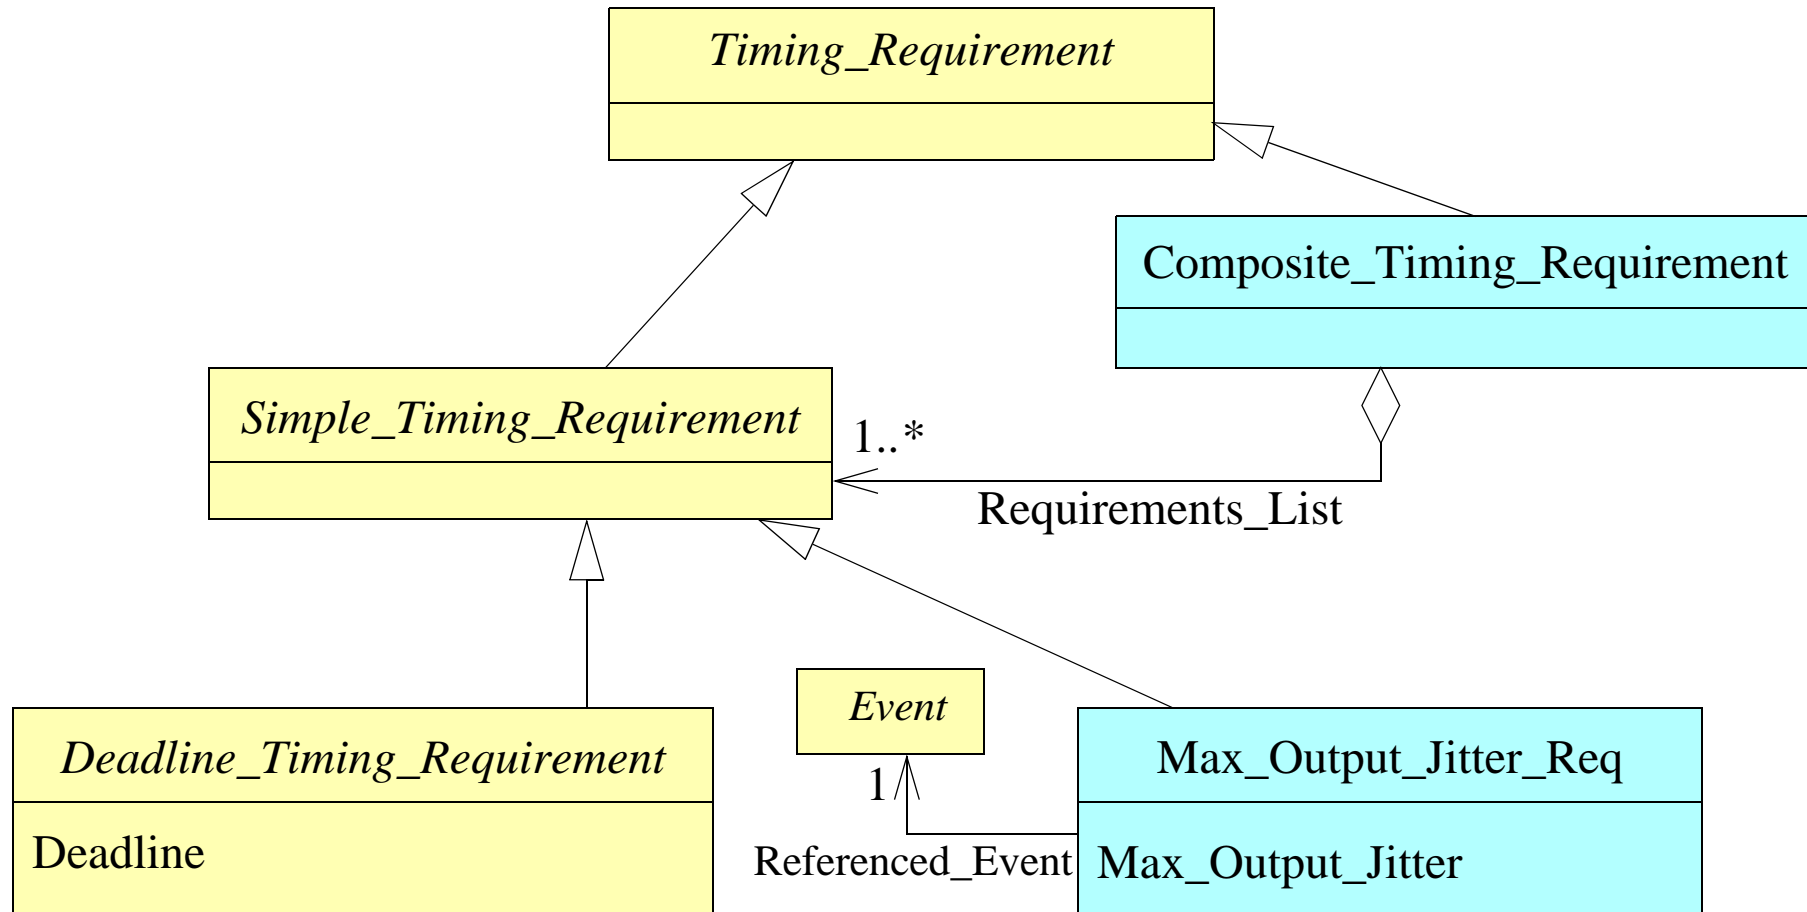 Timing_Requirement
Composite_Timing_Requirement
Simple_Timing_Requirement
1..*
Requirements_List
Event
Deadline_Timing_Requirement
Max_Output_Jitter_Req
1
Deadline
Referenced_Event
Max_Output_Jitter